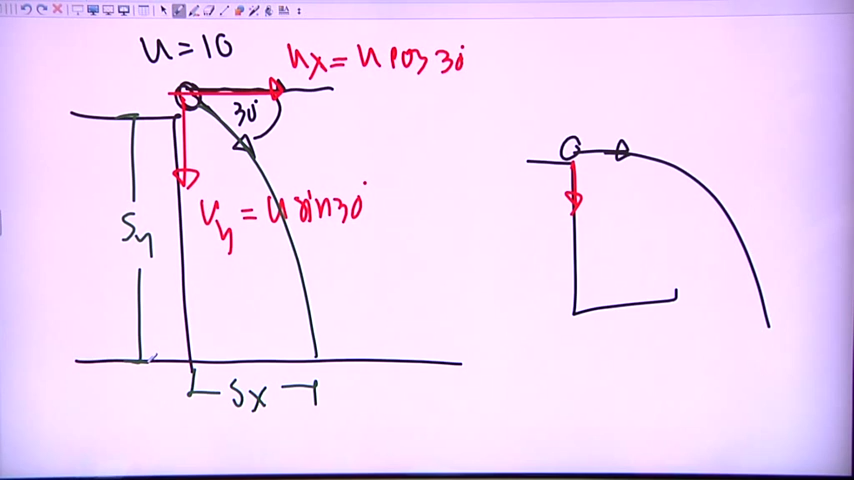 u = 10
ux = u cos 30°
30°
uy = u sin 30°
Sy
Sx